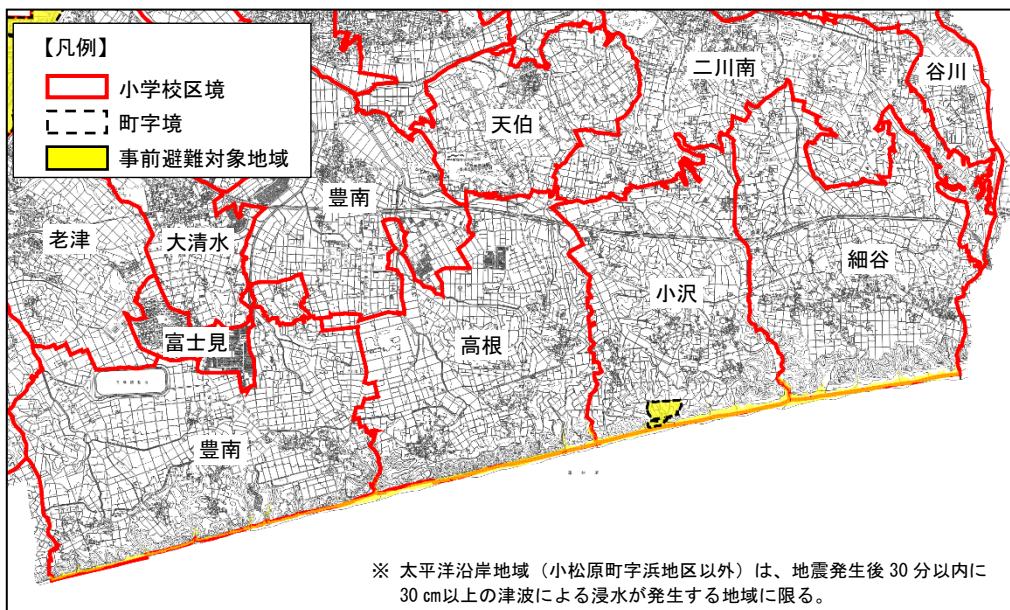 【凡例】
小学校区境
町字境
事前避難対象地域
二川南
谷川
天伯
豊南
老津
大清水
細谷
小沢
富士見
高根
豊南
※ 太平洋沿岸地域（小松原町字浜地区以外）は、地震発生後 30 分以内に
30 cm以上の津波による浸水が発生する地域に限る。